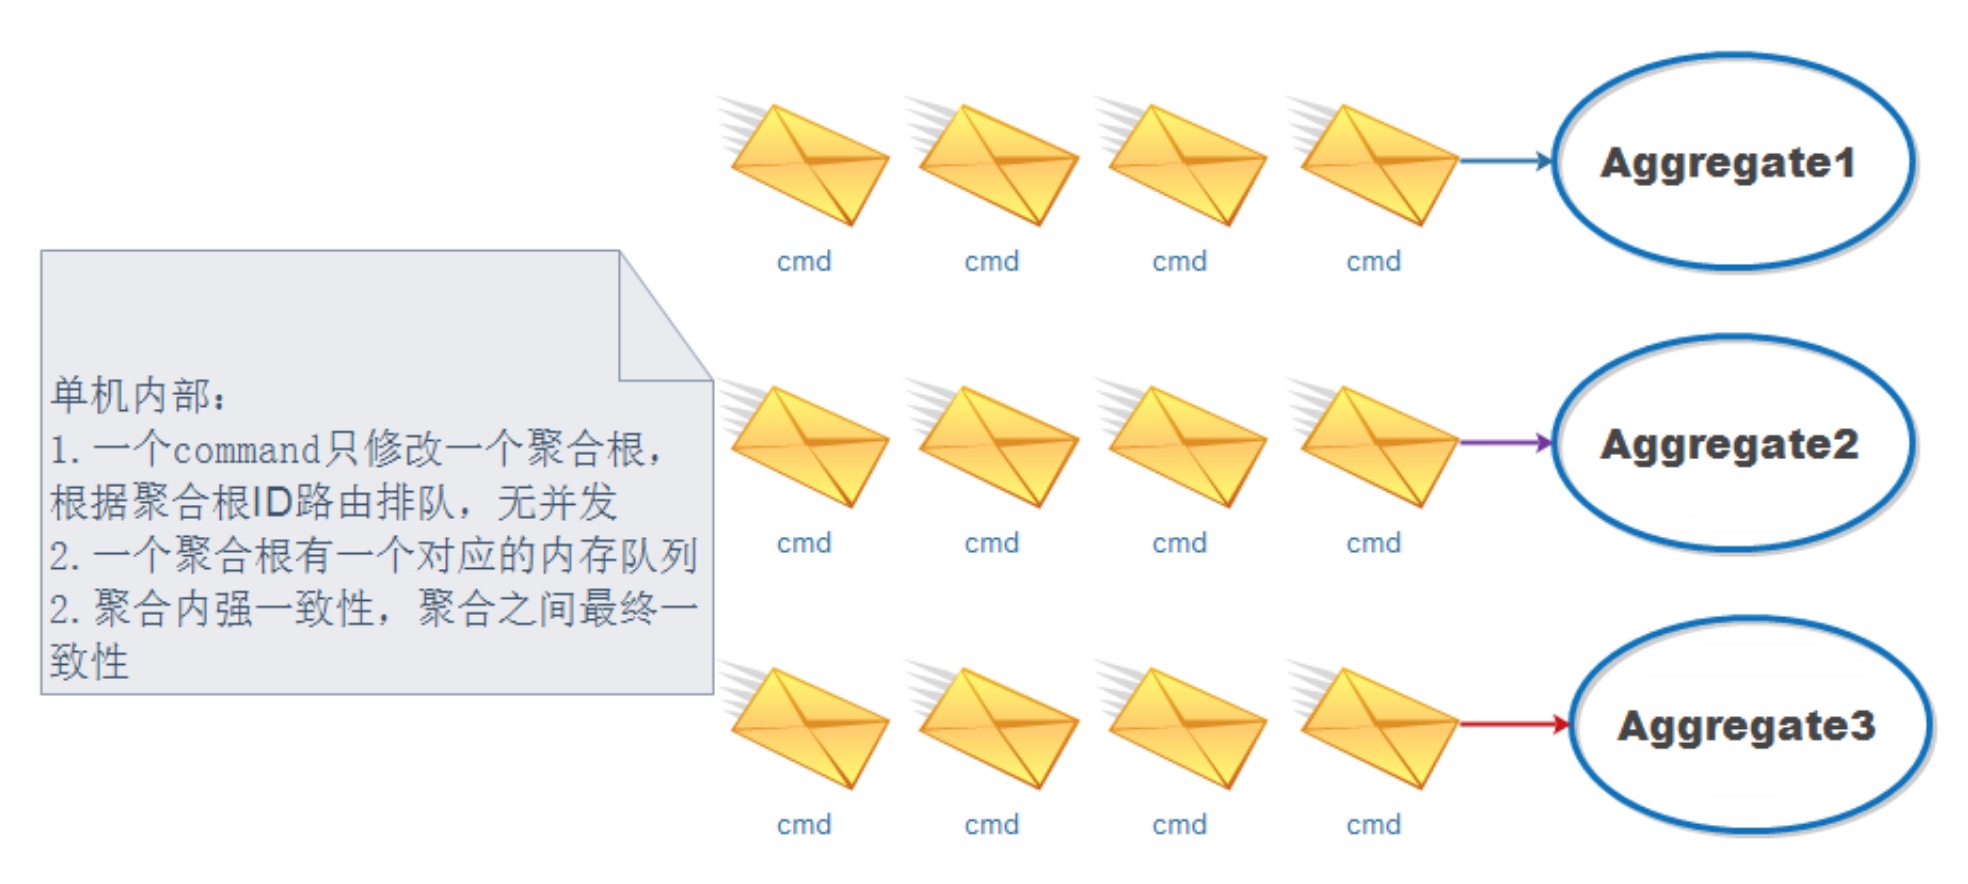 单机内部：
1. 一个command只修改一个聚合根，
根据聚合根ID路由排队，无并发
2. 一个聚合根有一个对应的内存队列
2. 聚合内强一致性，聚合之间最终一
致性
cmd cmd cmd cmd
Aggregate1
cmd cmd cmd cmd
Aggregate2
cmd cmd cmd cmd
Aggregate3